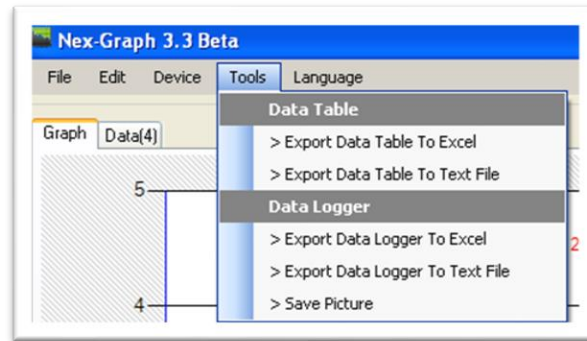 Nex-Graph 3.3 Beta
File Edit Device Tools Language
Data Table
Graph Data(4)
> Export Data Table To Excel
> Export Data Table To Text File
5
Data Logger
> Export Data Logger To Excel
2
> Export Data Logger To Text File
4
> Save Picture